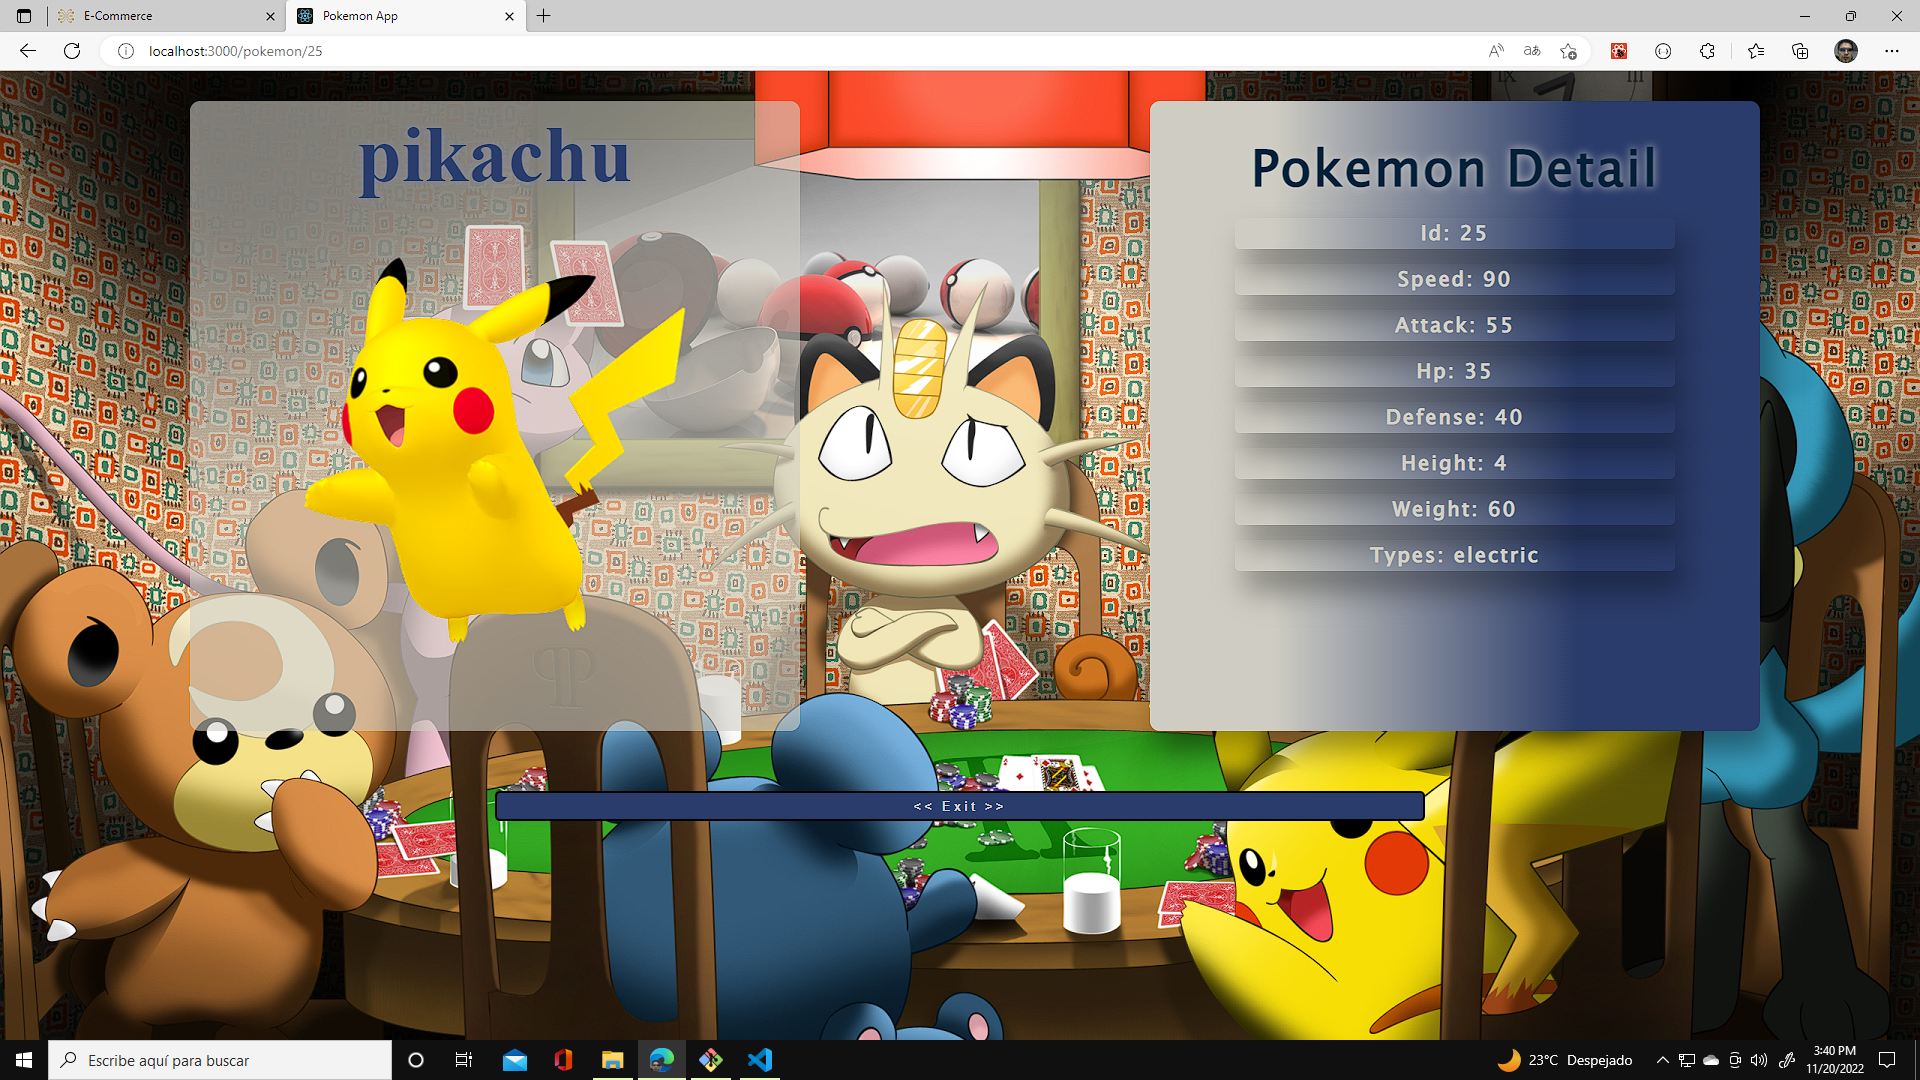 E-Commerce
Pokemon App
localhost:3000/pokemon/25
pikachu
Pokemon Detail
Id: 25
Speed: 90
Attack: 55
Hp: 35
Defense: 40
Height: 4
Weight: 60
Types: electric
<< Exit >>
Escribe aquí para buscar
23°C Despejado
3:40 PM
11/20/2022